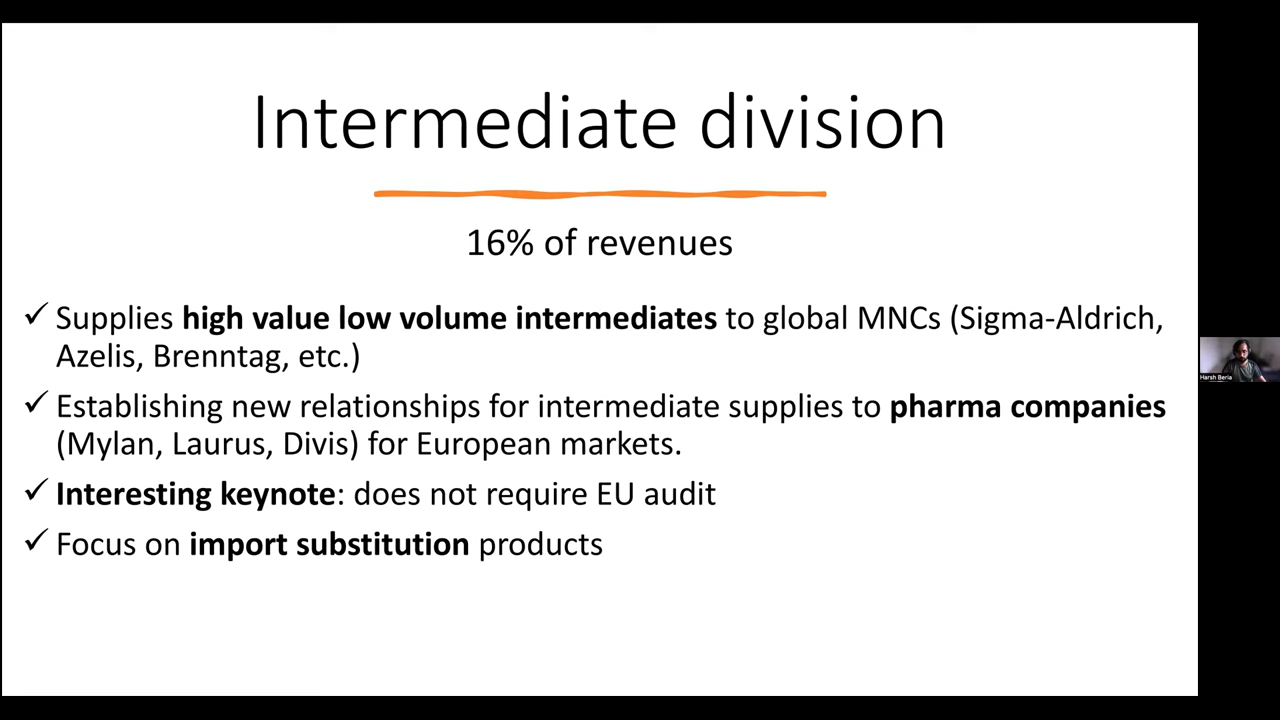 Intermediate division
16% of revenues
✓ Supplies high value low volume intermediates to global MNCs (Sigma-Aldrich,
Azelis, Brenntag, etc.)
✓ Establishing new relationships for intermediate supplies to pharma companies
(Mylan, Laurus, Divis) for European markets.
✓ Interesting keynote: does not require EU audit
✓ Focus on import substitution products
Harsh Beria